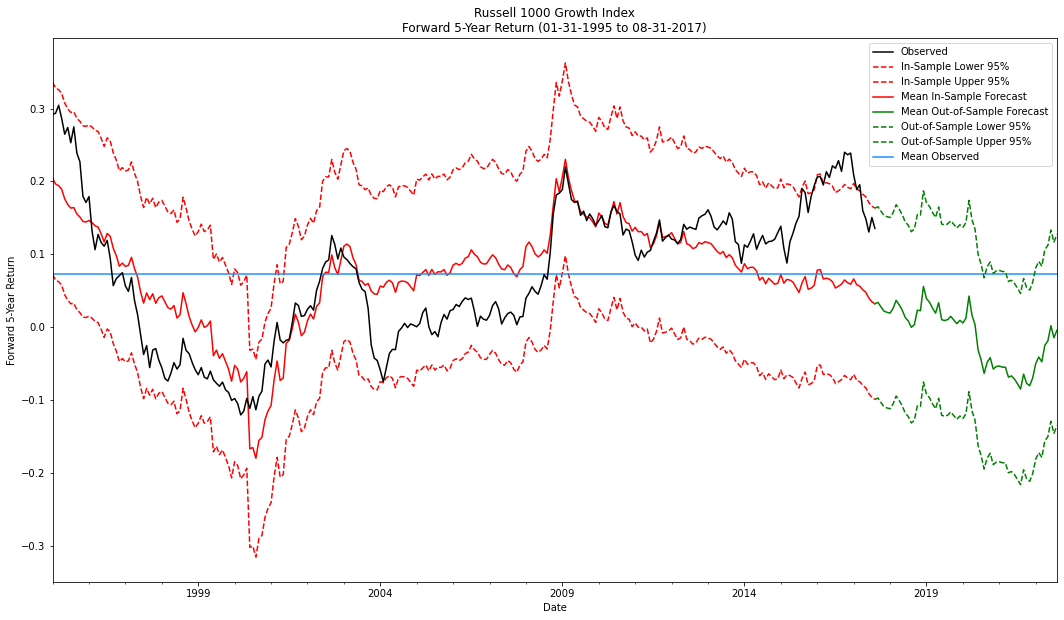 Russell 1000 Growth Index
Forward 5-Year Return (01-31-1995 to 08-31-2017)
Observed
In-Sample Lower 95%
In-Sample Upper 95%
Mean In-Sample Forecast
Mean Out-of-Sample Forecast
Out-of-Sample Lower 95%
Out-of-Sample Upper 95%
Mean Observed
Forward 5-Year Return
0.3
0.2
0.1
0.0
−0.1
−0.2
−0.3
1999
2004
2009
2014
2019
Date